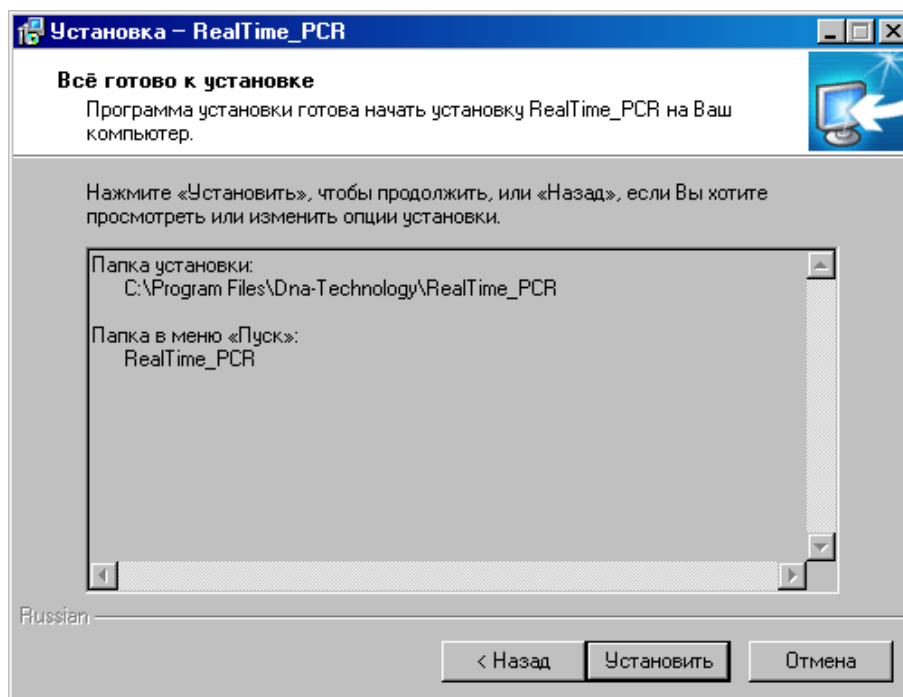 Установка – RealTime_PCR
Всё готово к установке
Программа установки готова начать установку RealTime_PCR на Ваш
компьютер.
Нажмите «Установить», чтобы продолжить, или «Назад», если Вы хотите
просмотреть или изменить опции установки.
Папка установки:
C:\Program Files\Dna-Technology\RealTime_PCR
Папка в меню «Пуск»:
RealTime_PCR
Russian
< Назад
Установить
Отмена